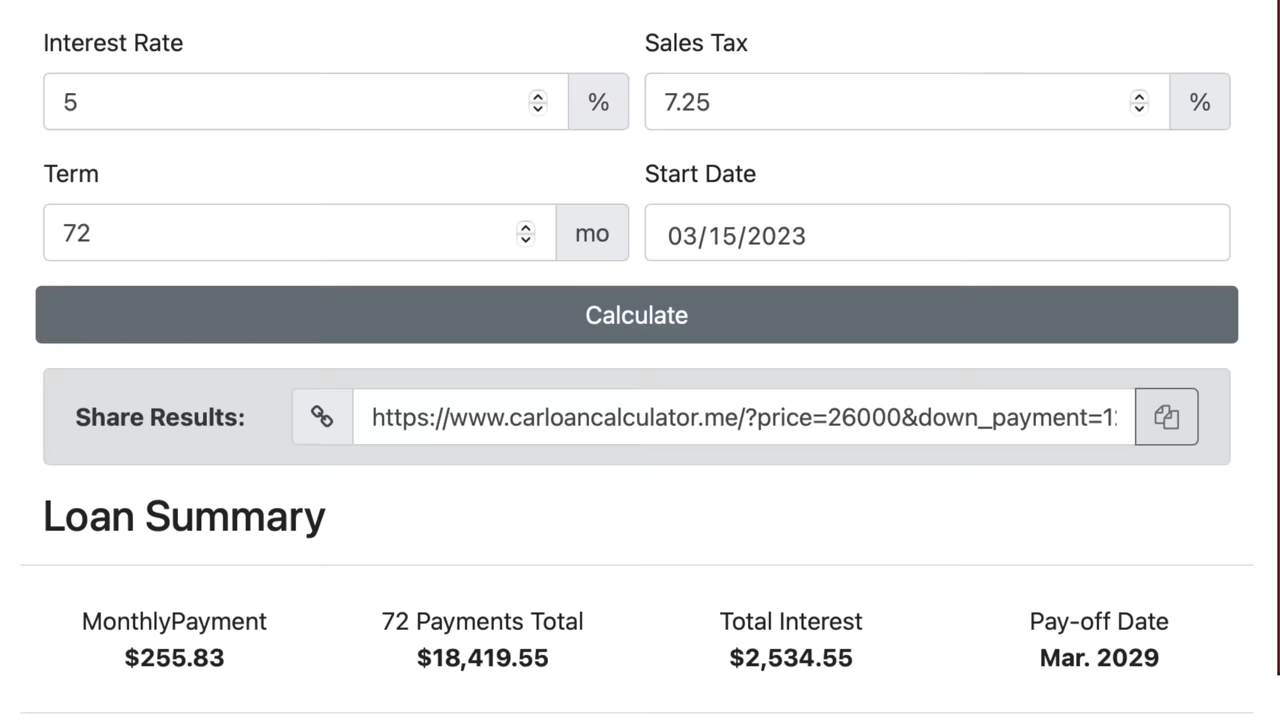 Interest Rate
Sales Tax
5
%
7.25
%
Term
Start Date
72
mo
03/15/2023
Calculate
Share Results:
https://www.carloancalculator.me/?price=26000&down_payment=1
Loan Summary
MonthlyPayment
72 Payments Total
Total Interest
Pay-off Date
$255.83
$18,419.55
$2,534.55
Mar. 2029